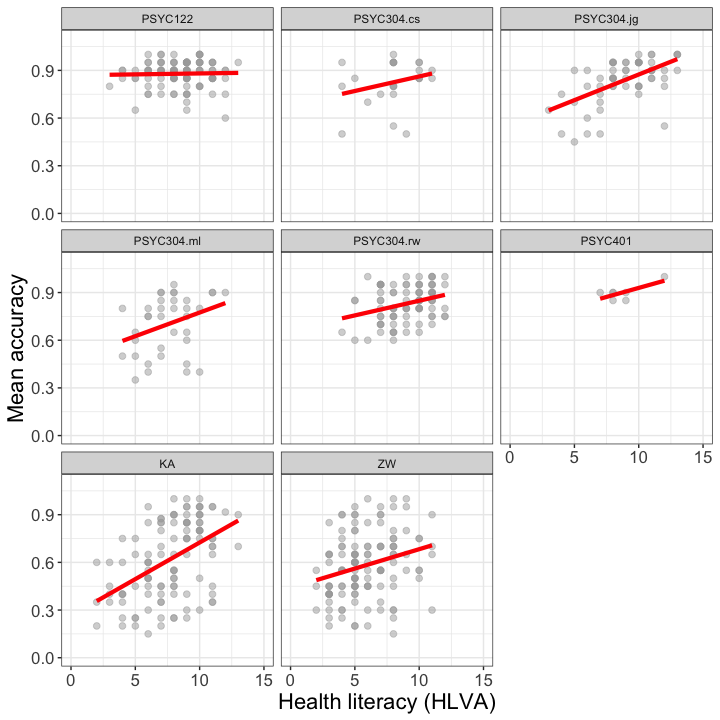 PSYC122 PSYC304.cs PSYC304.jg
0.9
0.6
0.3
0.0
PSYC304.ml PSYC304.rw PSYC401
0.9
0.6
0.3
0.0
0 5 10 15
KA ZW
0.9
0.6
0.3
0.0
0 5 10 15 0 5 10 15
Mean accuracy
Health literacy (HLVA)